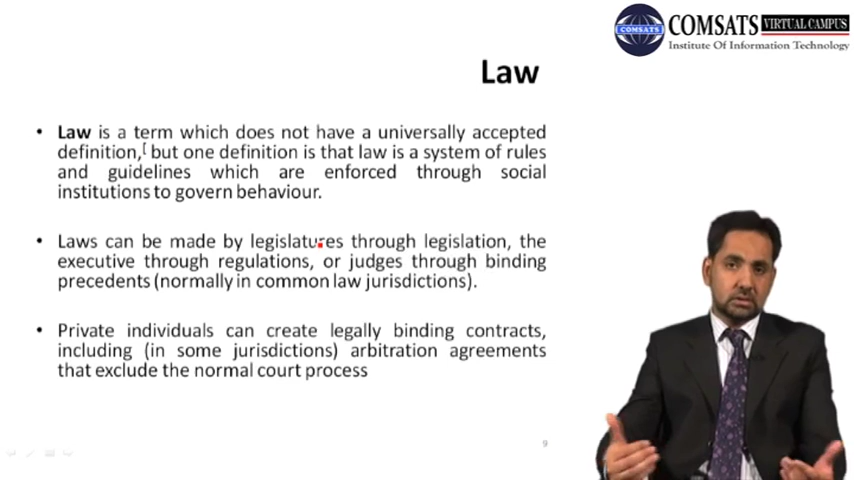 COMSATS
COMSATS VIRTUAL CAMPUS
Institute Of Information Technology
Law
• Law is a term which does not have a universally accepted
definition,[ but one definition is that law is a system of rules
and guidelines which are enforced through social
institutions to govern behaviour.
• Laws can be made by legislatures through legislation, the
executive through regulations, or judges through binding
precedents (normally in common law jurisdictions).
• Private individuals can create legally binding contracts,
including (in some jurisdictions) arbitration agreements
that exclude the normal court process
9